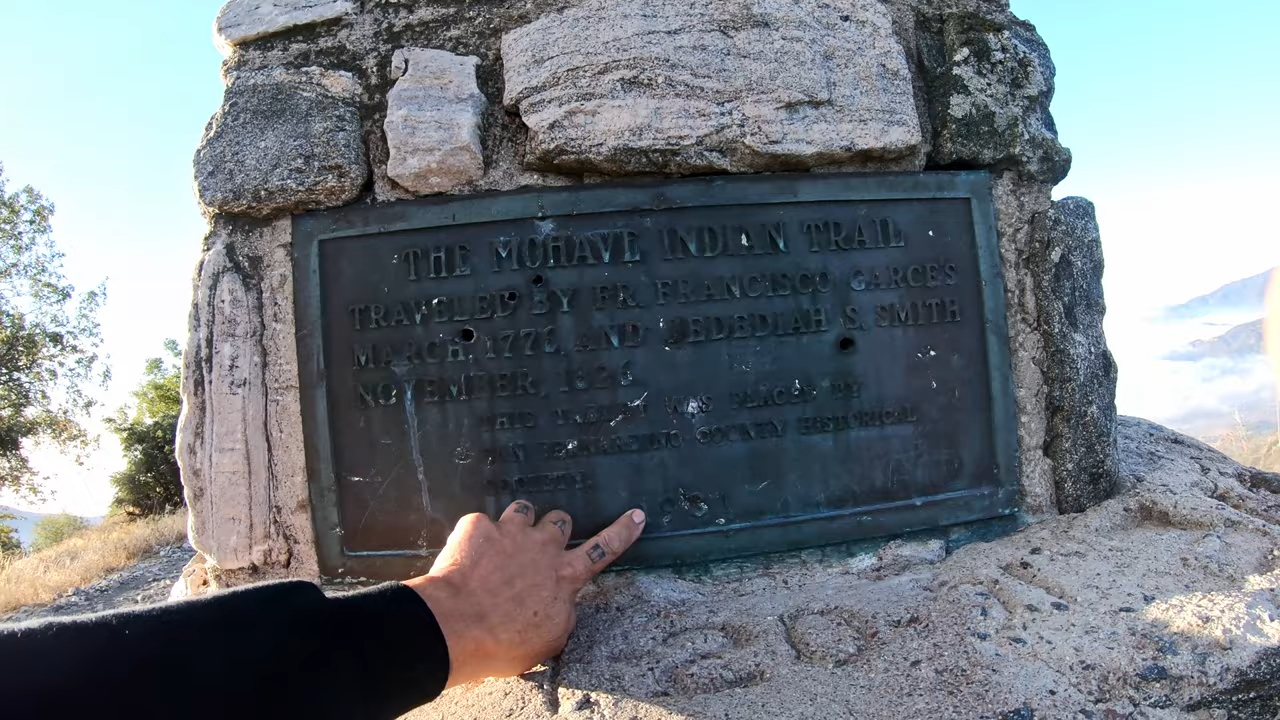 THE MOHAVE INDIAN TRAIL
TRAVELED BY FR. FRANCISCO GARCES
MARCH, 1776, AND JEDEDIAH S. SMITH
NOVEMBER, 1826
THIS TABLET WAS PLACED BY
SAN BERNARDINO COUNTY HISTORICAL
SOCIETY
1931